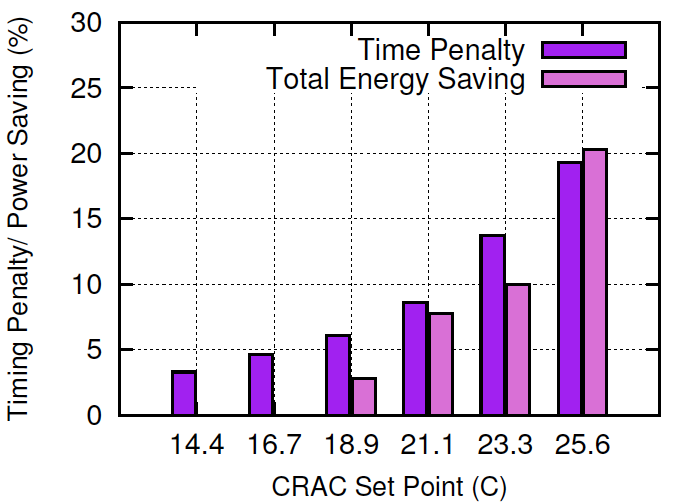 Timing Penalty/ Power Saving (%)
30
25
20
15
10
5
0
Time Penalty
Total Energy Saving
14.4 16.7 18.9 21.1 23.3 25.6
CRAC Set Point (C)